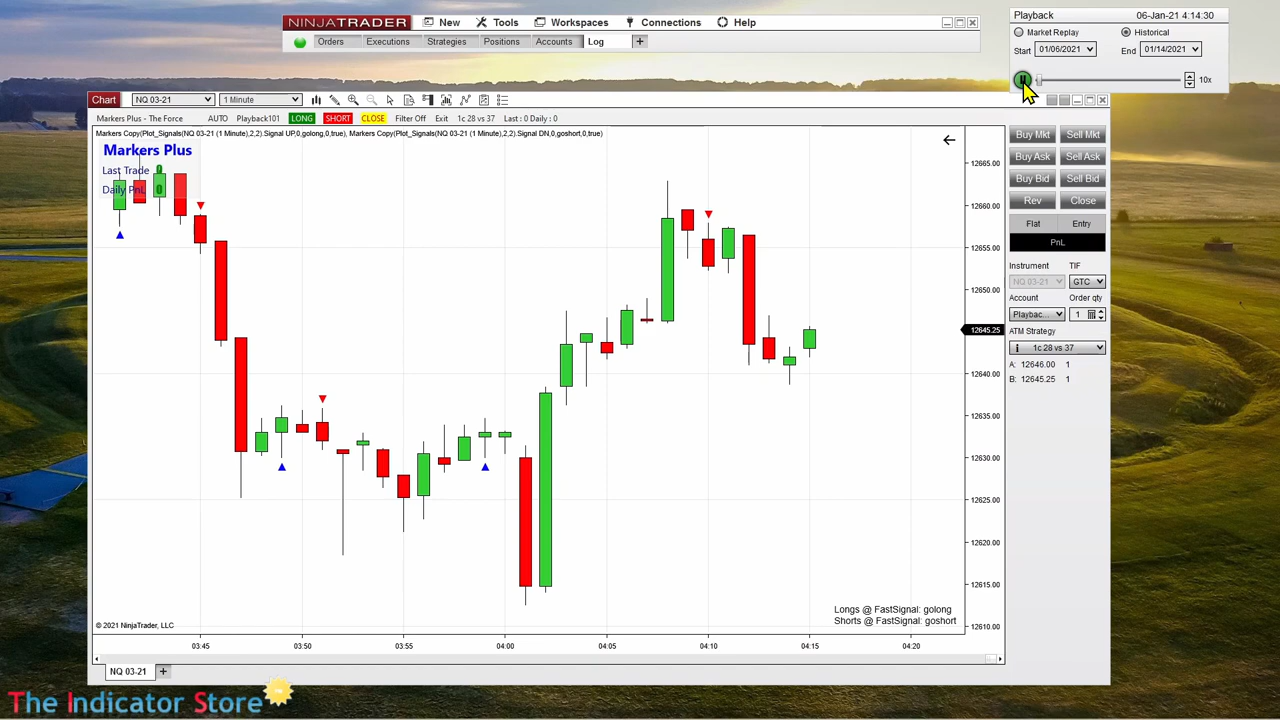 NINJATRADER New Tools Workspaces Connections Help
Orders Executions Strategies Positions Accounts Log +
Playback 06-Jan-21 4:14:30
Market Replay Historical
Start 01/06/2021 End 01/14/2021
10x
Chart NQ 03-21 1 Minute
Markers Plus - The Force AUTO Playback101 LONG SHORT CLOSE Filter Off Exit 1c 28 vs 37 Last : 0 Daily : 0
Markers Copy(Plot_Signals(NQ 03-21 (1 Minute),2,2).Signal UP,0,golong,0,true), Markers Copy(Plot_Signals(NQ 03-21 (1 Minute),2,2).Signal DN,0,goshort,0,true)
Markers Plus
Last Trade 0
Daily PnL 0
12665.00
12660.00
12655.00
12650.00
12645.25
12640.00
12635.00
12630.00
12625.00
12620.00
12615.00
12610.00
Buy Mkt Sell Mkt
Buy Ask Sell Ask
Buy Bid Sell Bid
Rev Close
Flat Entry
PnL
Instrument TIF
NQ 03-21 GTC
Account Order qty
Playbac... 1
ATM Strategy
1c 28 vs 37
A: 12646.00 1
B: 12645.25 1
Longs @ FastSignal: golong
Shorts @ FastSignal: goshort
© 2021 NinjaTrader, LLC
03:45 03:50 03:55 04:00 04:05 04:10 04:15 04:20
NQ 03-21 +
The Indicator Store